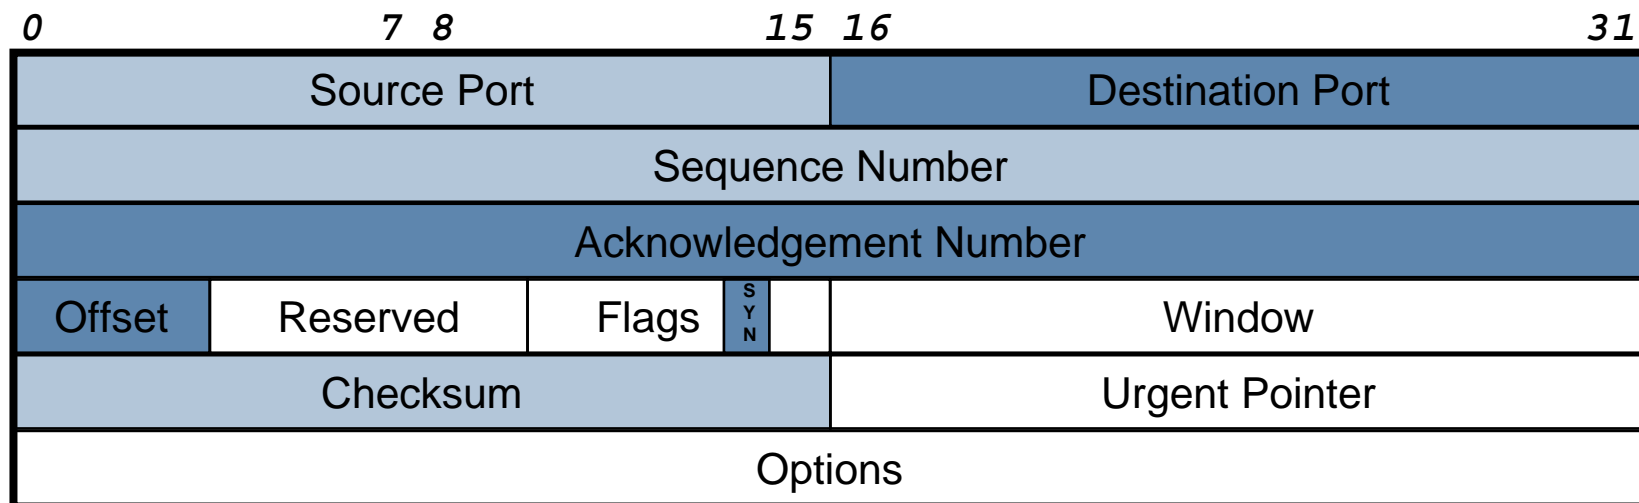 0 7 8 15 16 31
Source Port Destination Port
Sequence Number
Acknowledgement Number
Offset Reserved Flags SYN Window
Checksum Urgent Pointer
Options